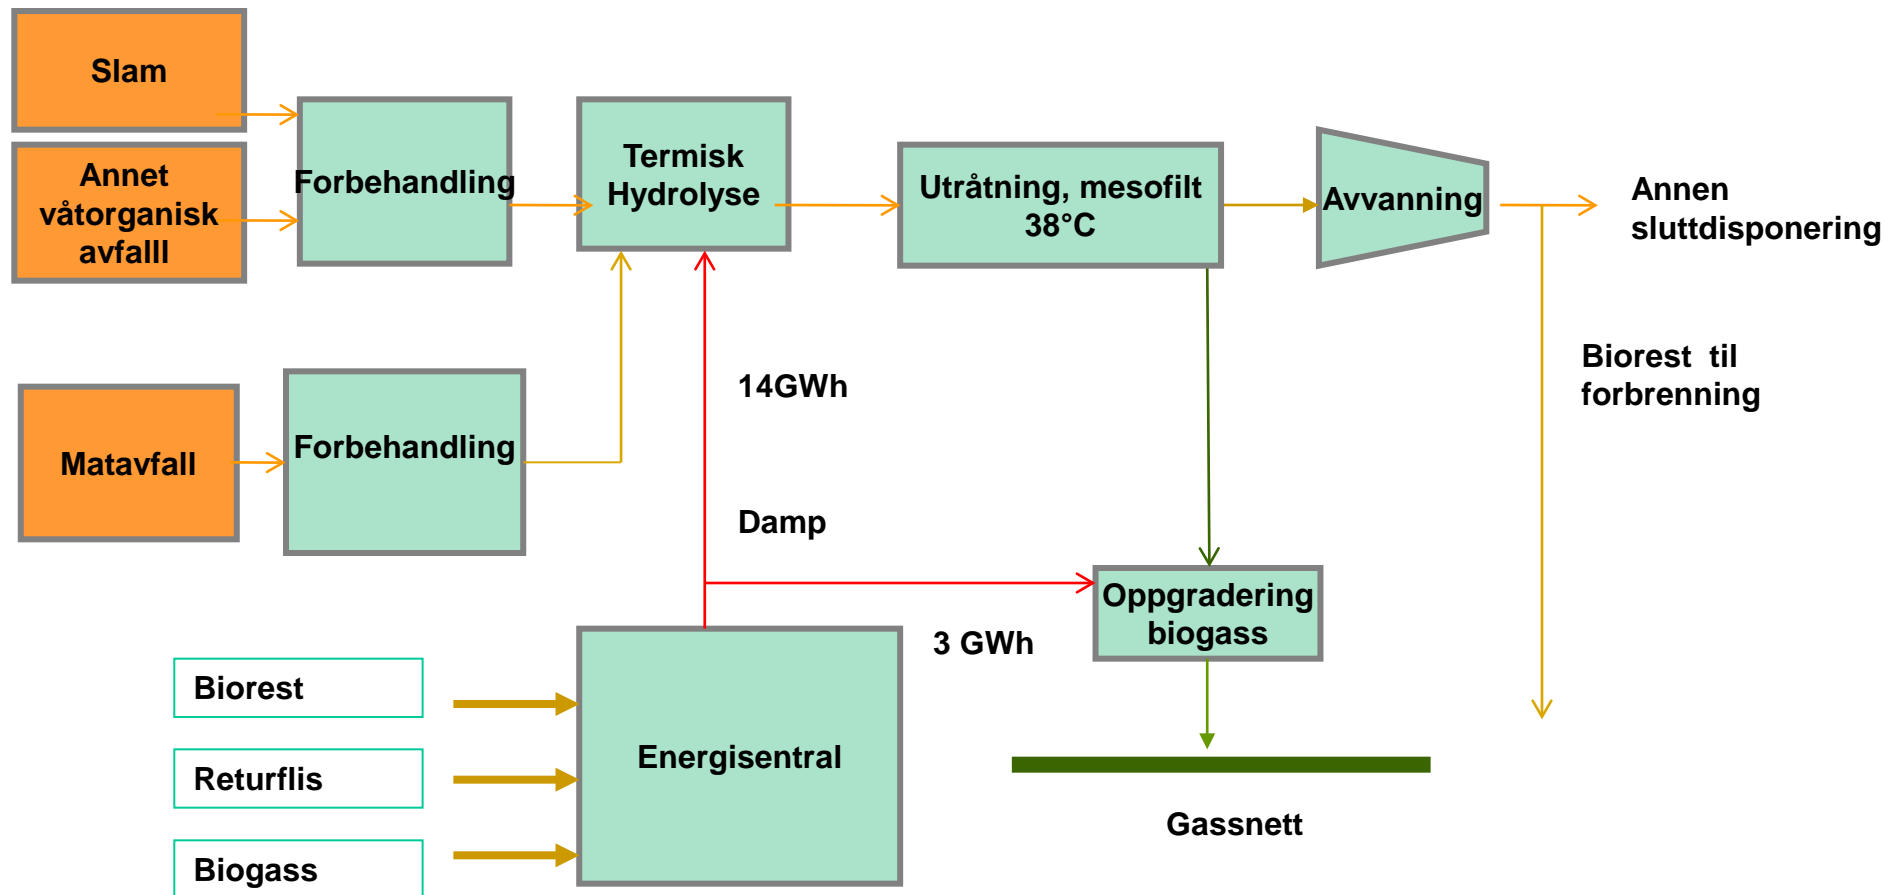 Slam
Annet
våtorganisk
avfalll
Forbehandling
Termisk
Hydrolyse
Utråtning, mesofilt
38°C
Avvanning
Annen
sluttdisponering
Biorest til
forbrenning
14GWh
Matavfall
Forbehandling
Damp
Oppgradering
biogass
3 GWh
Biorest
Returflis
Biogass
Energisentral
Gassnett